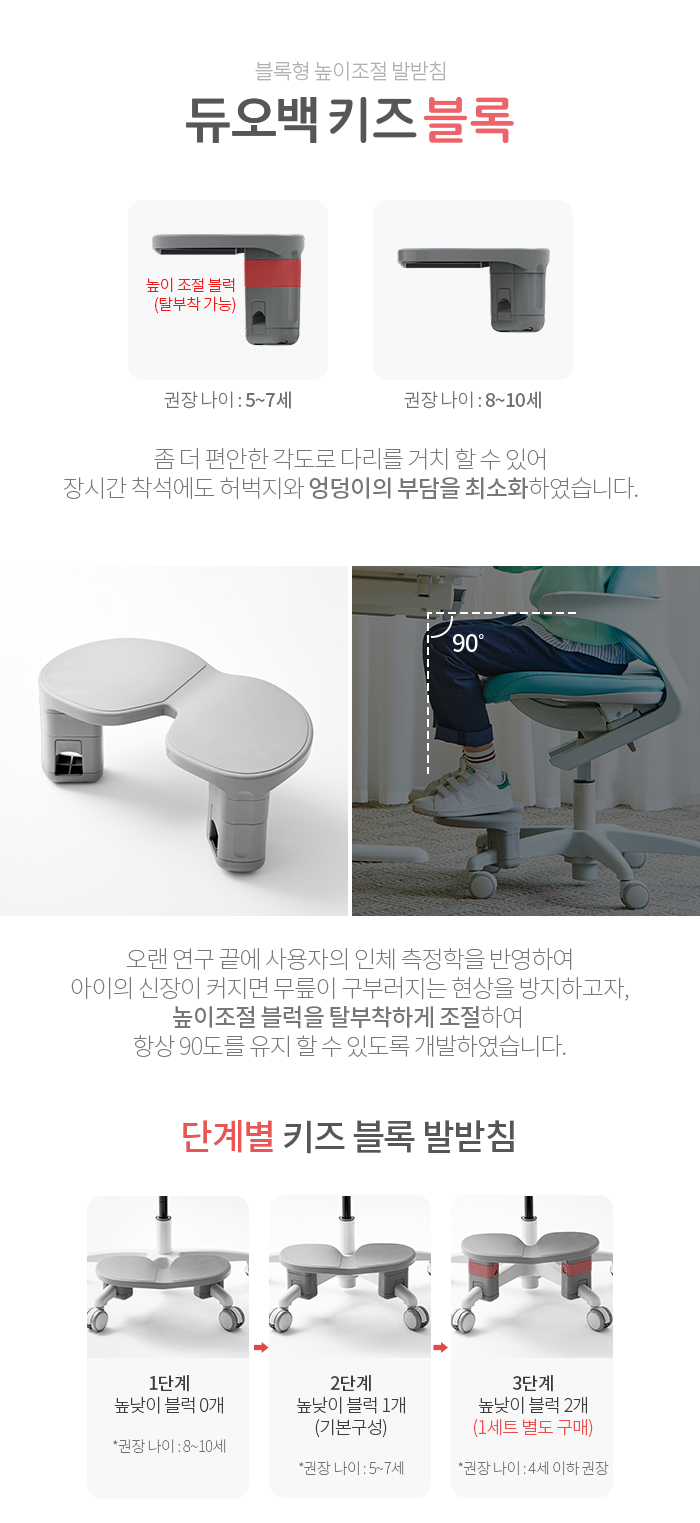 블록형 높이조절 발받침
듀오백 키즈 블록
높이 조절 블럭
(탈부착 가능)
권장 나이 : 5~7세
권장 나이 : 8~10세
좀 더 편안한 각도로 다리를 거치 할 수 있어
장시간 착석에도 허벅지와 엉덩이의 부담을 최소화하였습니다.
90°
오랜 연구 끝에 사용자의 인체 측정학을 반영하여
아이의 신장이 커지면 무릎이 구부러지는 현상을 방지하고자,
높이조절 블럭을 탈부착하게 조절하여
항상 90도를 유지 할 수 있도록 개발하였습니다.
단계별 키즈 블록 발받침
1단계
높낮이 블럭 0개
*권장 나이 : 8~10세
2단계
높낮이 블럭 1개
(기본구성)
*권장 나이 : 5~7세
3단계
높낮이 블럭 2개
(1세트 별도 구매)
*권장 나이 : 4세 이하 권장